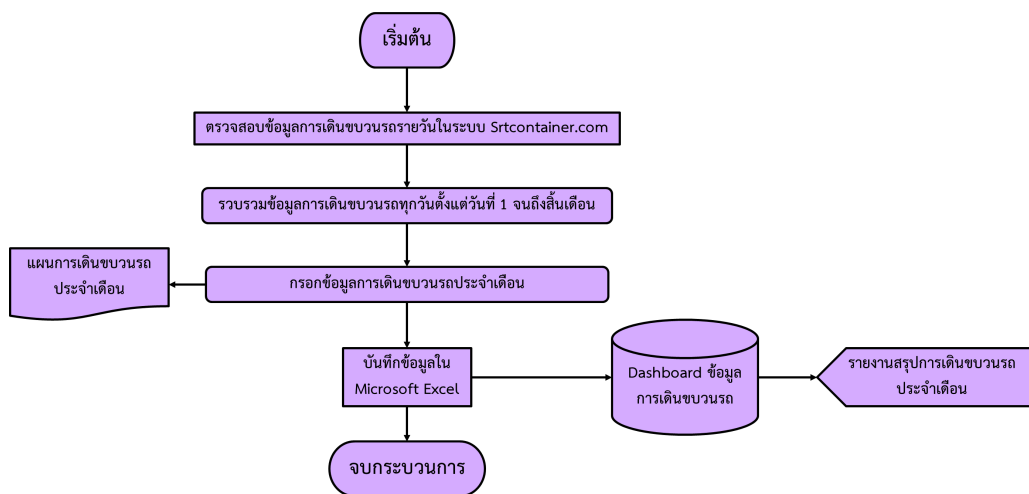 เริ่มต้น
ตรวจสอบข้อมูลการเดินขบวนรถรายวันในระบบ Srtcontainer.com
รวบรวมข้อมูลการเดินขบวนรถทุกวันตั้งแต่วันที่ 1 จนถึงสิ้นเดือน
แผนการเดินขบวนรถ
ประจำเดือน
กรอกข้อมูลการเดินขบวนรถประจำเดือน
บันทึกข้อมูลใน
Microsoft Excel
Dashboard ข้อมูล
การเดินขบวนรถ
รายงานสรุปการเดินขบวนรถ
ประจำเดือน
จบกระบวนการ